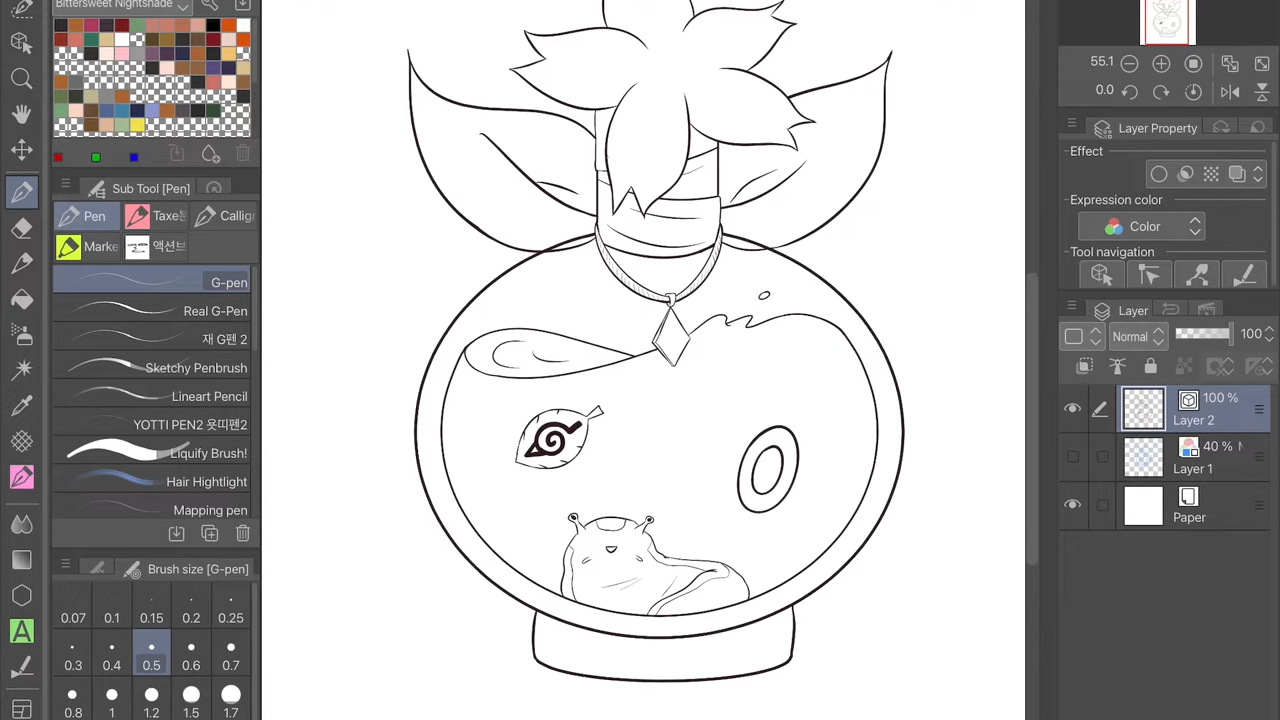 Bittersweet Nightshade
Sub Tool [Pen]
Pen
Taxe
Callig
Marke
액션브
G-pen
Real G-Pen
재 G펜 2
Sketchy Penbrush
Lineart Pencil
YOTTI PEN2 욧띠펜2
Liquify Brush!
Hair Hightlight
Mapping pen
Brush size [G-pen]
0.07 0.1 0.15 0.2 0.25
0.3 0.4 0.5 0.6 0.7
0.8 1 1.2 1.5 1.7
A
55.1
0.0
Layer Property
Effect
Expression color
Color
Tool navigation
Layer
Normal 100
100 %
Layer 2
40 %
Layer 1
Paper